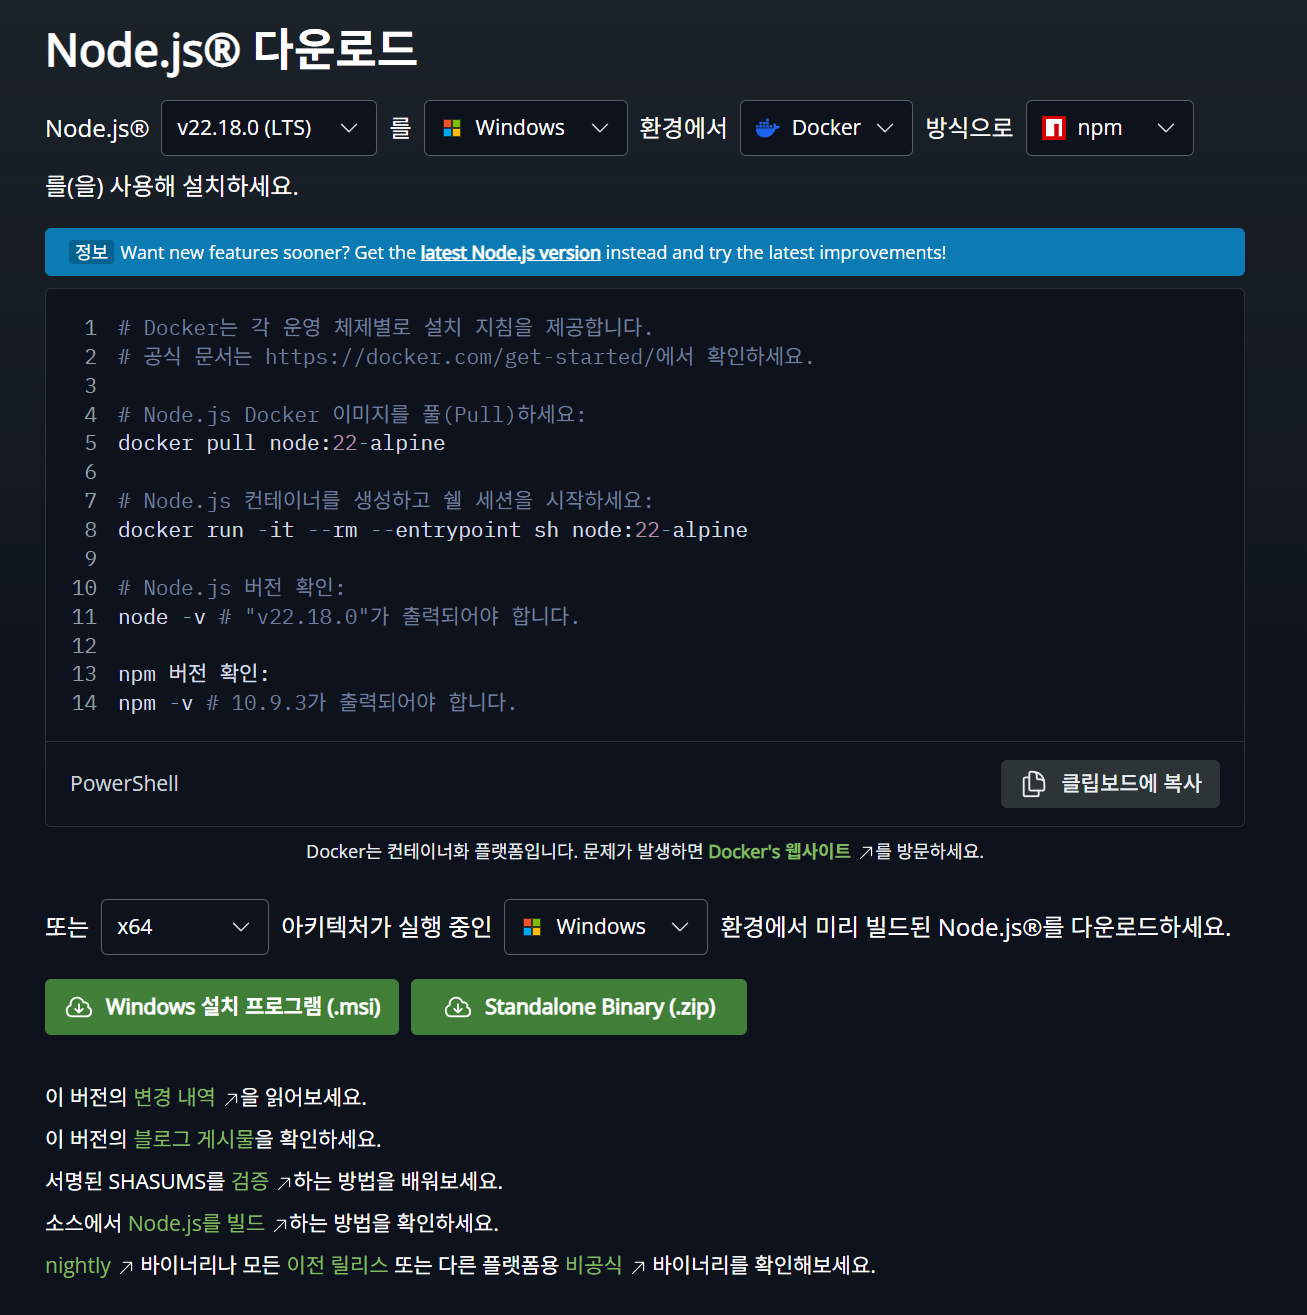 Node.js® 다운로드
Node.js® v22.18.0 (LTS) 를 Windows 환경에서 Docker 방식으로 npm
를(을) 사용해 설치하세요.
정보 Want new features sooner? Get the latest Node.js version instead and try the latest improvements!
1 # Docker는 각 운영 체제별로 설치 지침을 제공합니다.
2 # 공식 문서는 https://docker.com/get-started/에서 확인하세요.
3
4 # Node.js Docker 이미지를 풀(Pull)하세요:
5 docker pull node:22-alpine
6
7 # Node.js 컨테이너를 생성하고 쉘 세션을 시작하세요:
8 docker run -it --rm --entrypoint sh node:22-alpine
9
10 # Node.js 버전 확인:
11 node -v # "v22.18.0"가 출력되어야 합니다.
12
13 npm 버전 확인:
14 npm -v # 10.9.3가 출력되어야 합니다.
PowerShell 클립보드에 복사
Docker는 컨테이너화 플랫폼입니다. 문제가 발생하면 Docker's 웹사이트 ↗를 방문하세요.
또는 x64 아키텍처가 실행 중인 Windows 환경에서 미리 빌드된 Node.js®를 다운로드하세요.
Windows 설치 프로그램 (.msi) Standalone Binary (.zip)
이 버전의 변경 내역 ↗을 읽어보세요.
이 버전의 블로그 게시물을 확인하세요.
서명된 SHASUMS를 검증 ↗하는 방법을 배워보세요.
소스에서 Node.js를 빌드 ↗하는 방법을 확인하세요.
nightly ↗ 바이너리나 모든 이전 릴리스 또는 다른 플랫폼용 비공식 ↗ 바이너리를 확인해보세요.